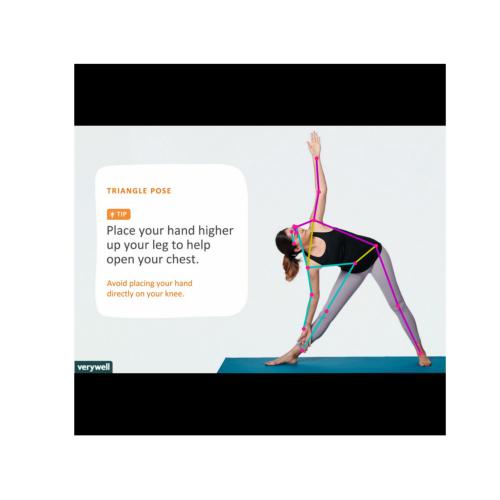 TRIANGLE POSE
TIP
Place your hand higher
up your leg to help
open your chest.
Avoid placing your hand
directly on your knee.
verywell